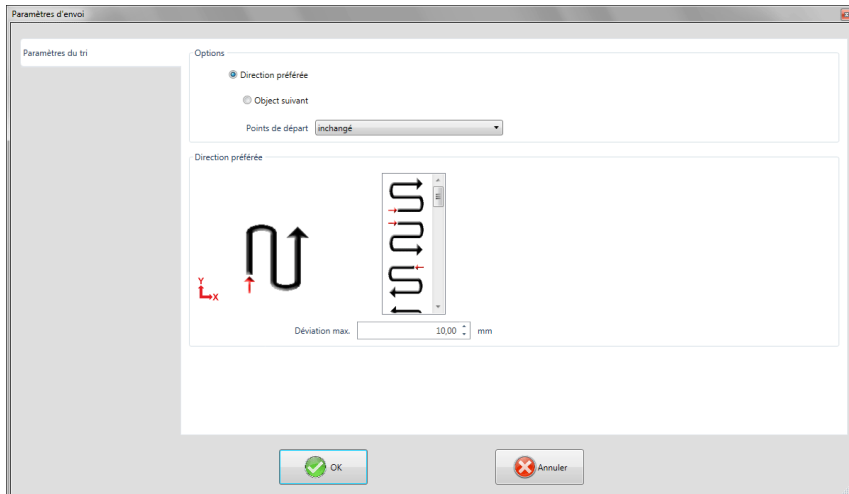 Paramètres d'envoi
Paramètres du tri
Options
Direction préférée
Object suivant
Points de départ inchangé
Direction préférée
Y
X
Déviation max. 10,00 mm
OK Annuler